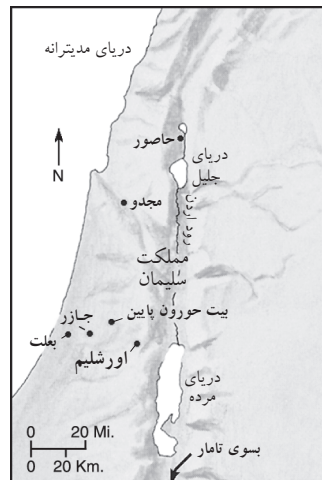 دریای مدیترانه
حاصور
دریای
جلیل
N
مجدو
رود اردن
مملکت
سلیمان
بیت حورون پایین
جازر
بعلت
اورشلیم
دریای
مرده
0 20 Mi.
0 20 Km.
بسوی تامار